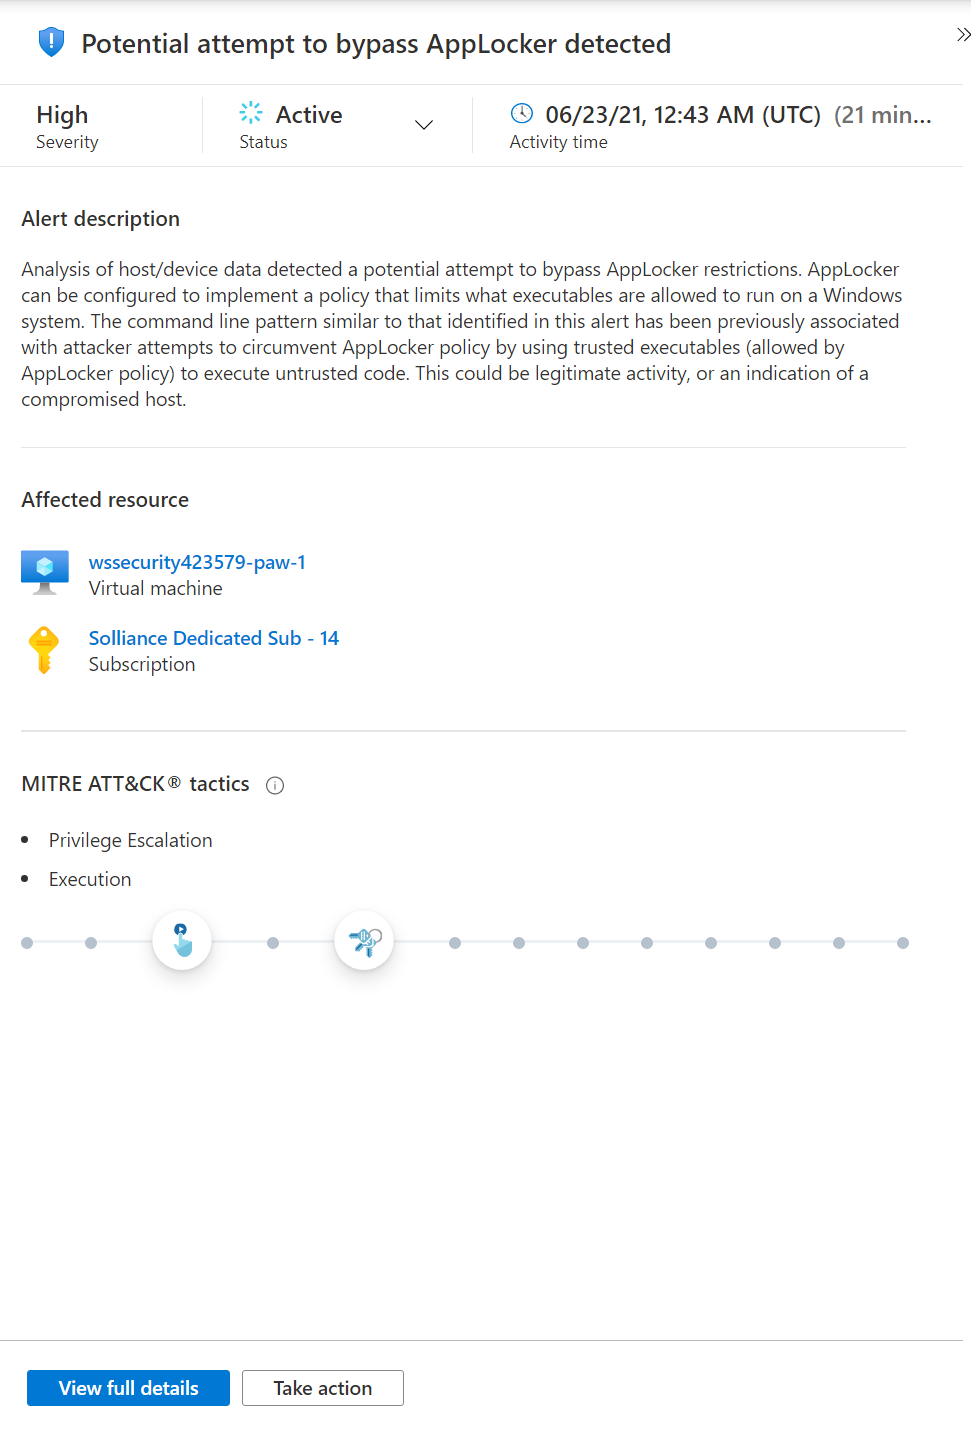 Potential attempt to bypass AppLocker detected
High
Severity
Active
Status
06/23/21, 12:43 AM (UTC) (21 min...
Activity time
Alert description
Analysis of host/device data detected a potential attempt to bypass AppLocker restrictions. AppLocker
can be configured to implement a policy that limits what executables are allowed to run on a Windows
system. The command line pattern similar to that identified in this alert has been previously associated
with attacker attempts to circumvent AppLocker policy by using trusted executables (allowed by
AppLocker policy) to execute untrusted code. This could be legitimate activity, or an indication of a
compromised host.
Affected resource
wssecurity423579-paw-1
Virtual machine
Solliance Dedicated Sub - 14
Subscription
MITRE ATT&CK® tactics
• Privilege Escalation
• Execution
View full details
Take action